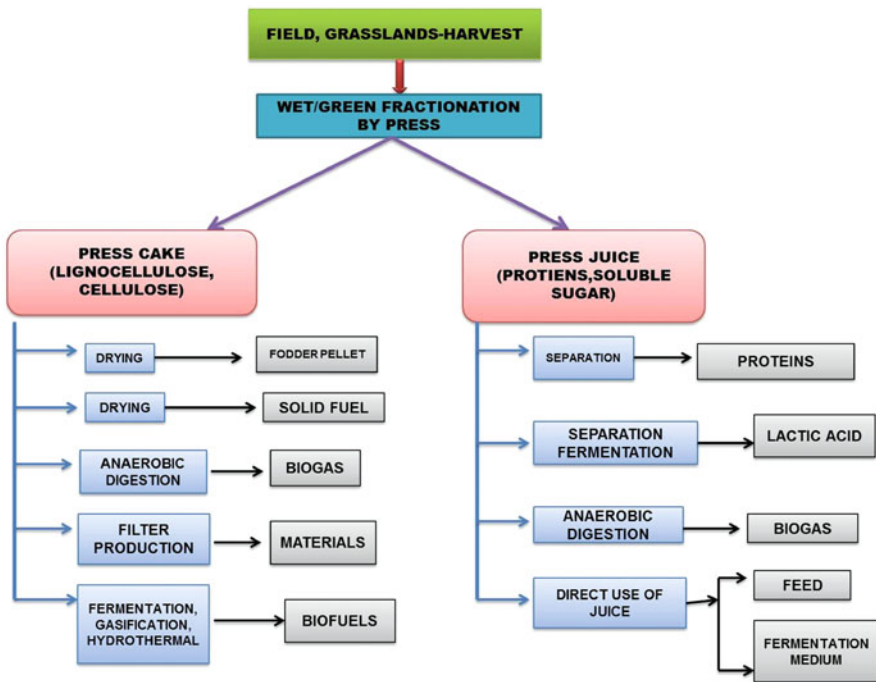 FIELD, GRASSLANDS-HARVEST
WET/GREEN FRACTIONATION
BY PRESS
PRESS CAKE
(LIGNOCELLULOSE,
CELLULOSE)
DRYING
FODDER PELLET
DRYING
SOLID FUEL
ANAEROBIC
DIGESTION
BIOGAS
FILTER
PRODUCTION
MATERIALS
FERMENTATION,
GASIFICATION,
HYDROTHERMAL
BIOFUELS
PRESS JUICE
(PROTIENS,SOLUBLE
SUGAR)
SEPARATION
PROTEINS
SEPARATION
FERMENTATION
LACTIC ACID
ANAEROBIC
DIGESTION
BIOGAS
DIRECT USE OF
JUICE
FEED
FERMENTATION
MEDIUM